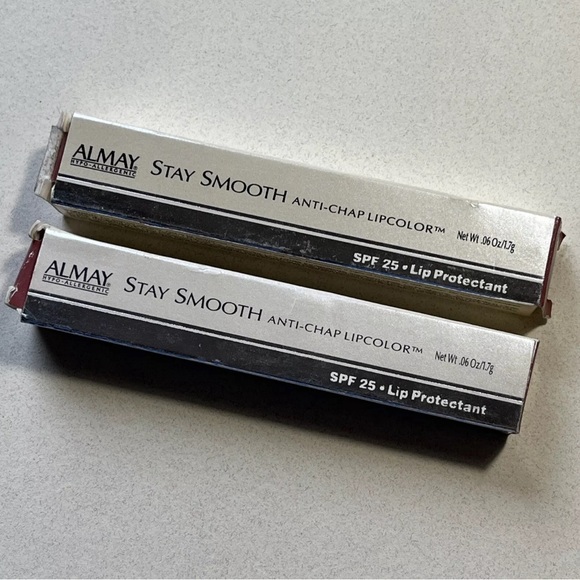 ALMAY®
HYPO-ALLERGENIC
STAY SMOOTH ANTI-CHAP LIPCOLOR™ Net Wt .06 Oz/1.7g
SPF 25 • Lip Protectant
ALMAY®
HYPO-ALLERGENIC
STAY SMOOTH ANTI-CHAP LIPCOLOR™ Net Wt .06 Oz/1.7g
SPF 25 • Lip Protectant